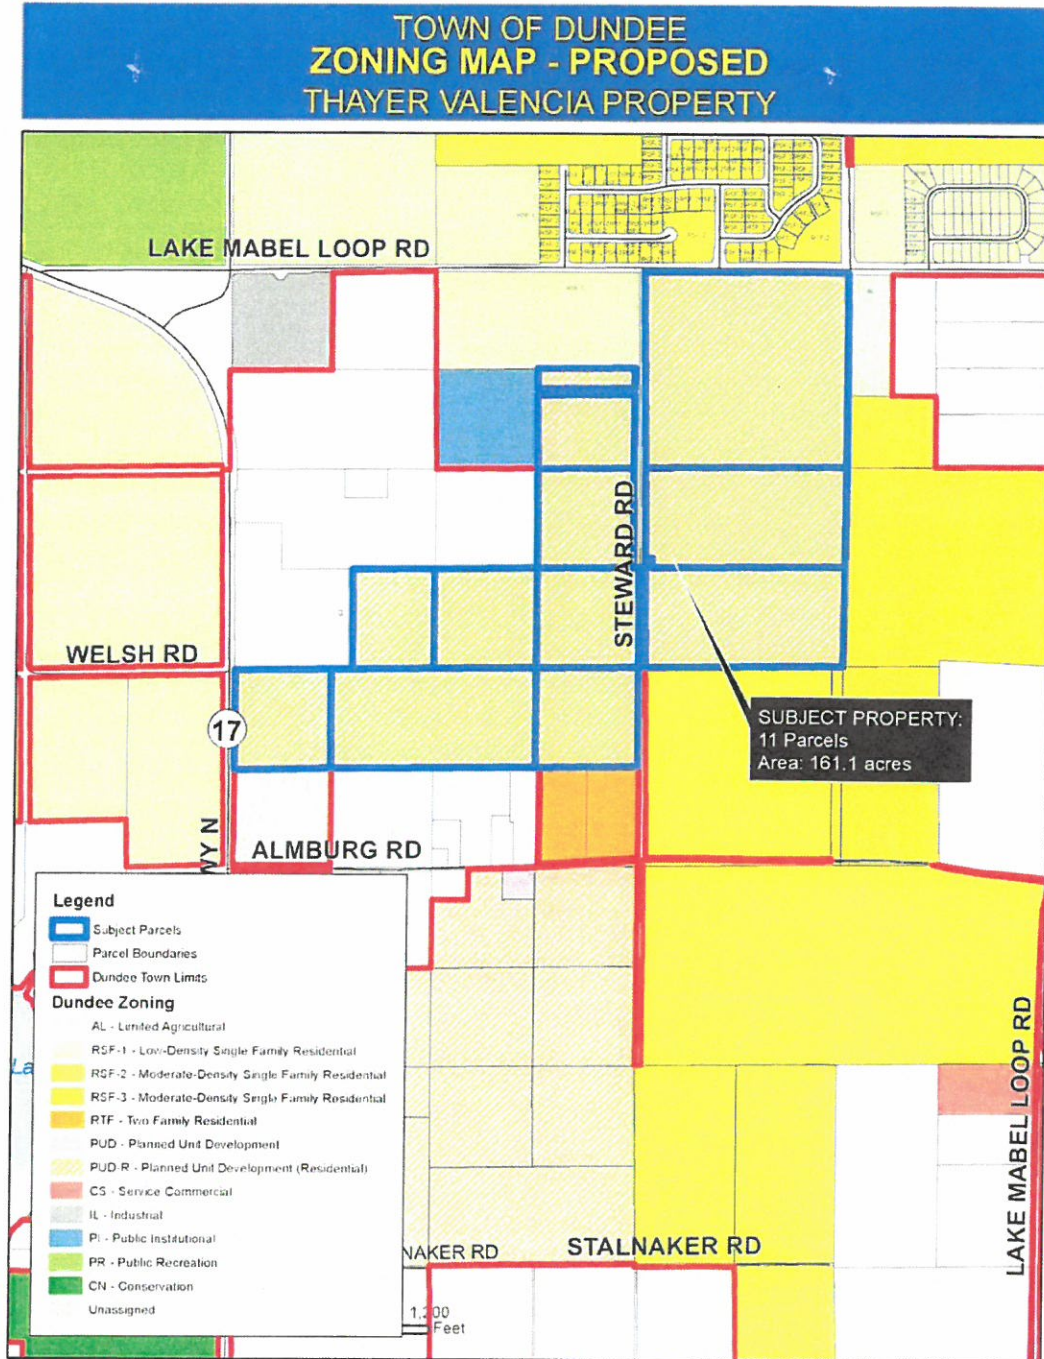 TOWN OF DUNDEE
ZONING MAP - PROPOSED
THAYER VALENCIA PROPERTY
LAKE MABEL LOOP RD
STEWARD RD
WELSH RD
17
SUBJECT PROPERTY:
11 Parcels
Area: 161.1 acres
WY N
ALMBURG RD
Legend
Subject Parcels
Parcel Boundaries
Dundee Town Limits
Dundee Zoning
AL - Limited Agricultural
RSF-1 - Low-Density Single Family Residential
RSF-2 - Moderate-Density Single Family Residential
RSF-3 - Moderate-Density Single Family Residential
RTF - Two Family Residential
PUD - Planned Unit Development
PUD-R - Planned Unit Development (Residential)
CS - Service Commercial
IL - Industrial
PI - Public Institutional
PR - Public Recreation
CN - Conservation
Unassigned
La
LAKE MABEL LOOP RD
NAKER RD
STALNAKER RD
1,200
Feet